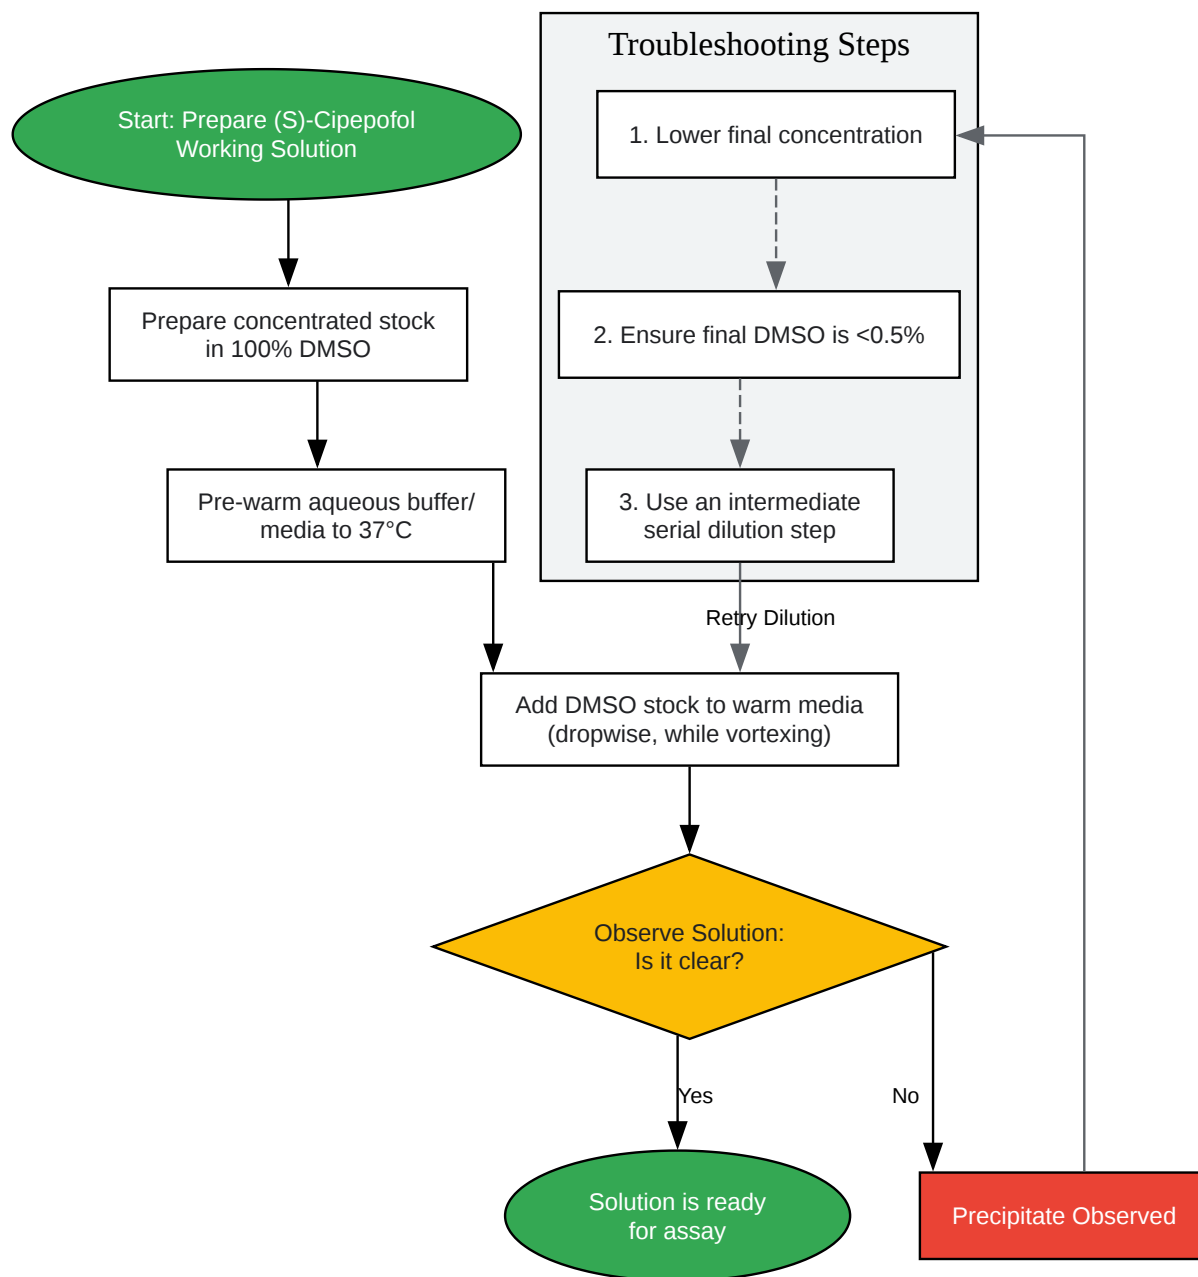 Start: Prepare (S)-Cipepofol
Working Solution
Prepare concentrated stock
in 100% DMSO
Pre-warm aqueous buffer/
media to 37°C
Troubleshooting Steps
1. Lower final concentration
2. Ensure final DMSO is <0.5%
3. Use an intermediate
serial dilution step
Retry Dilution
Add DMSO stock to warm media
(dropwise, while vortexing)
Observe Solution:
Is it clear?
Yes
No
Solution is ready
for assay
Precipitate Observed